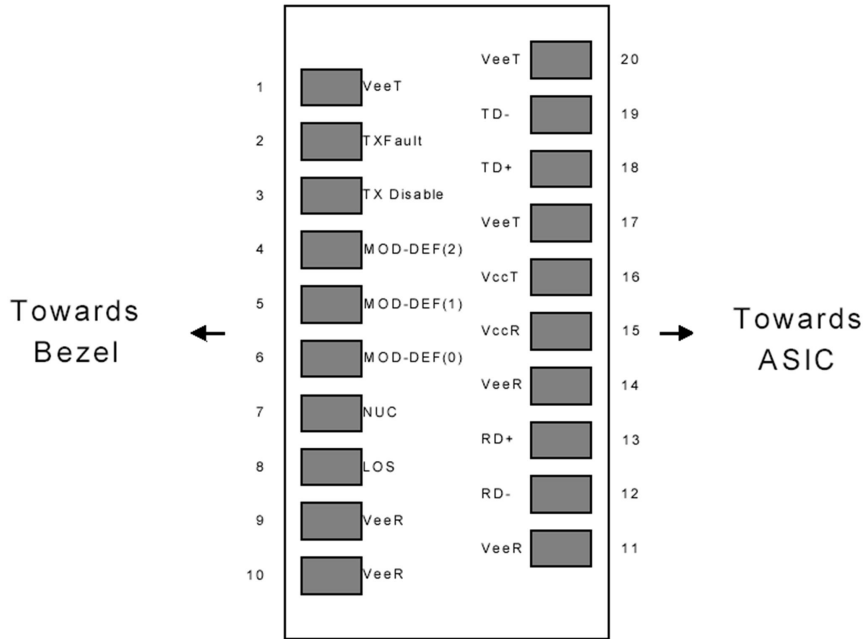 VeeT 20
1 VeeT
TD- 19
2 TXFault
TD+ 18
3 TX Disable
VeeT 17
4 MOD-DEF(2)
VccT 16
5 MOD-DEF(1)
Towards
Bezel
VccR 15
Towards
ASIC
6 MOD-DEF(0)
VeeR 14
7 NUC
RD+ 13
8 LOS
RD- 12
9 VeeR
VeeR 11
10 VeeR